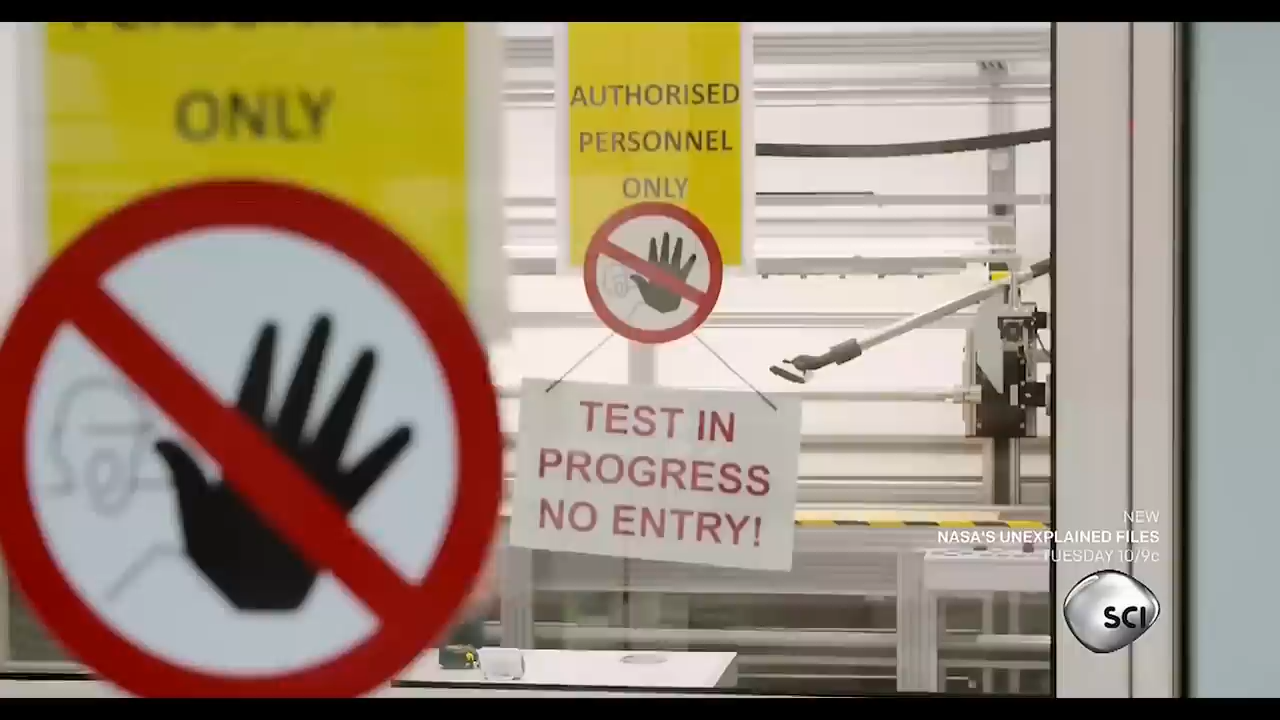 ONLY
AUTHORISED
PERSONNEL
ONLY
TEST IN
PROGRESS
NO ENTRY!
NEW
NASA'S UNEXPLAINED FILES
TUESDAY 10/9c
SCI